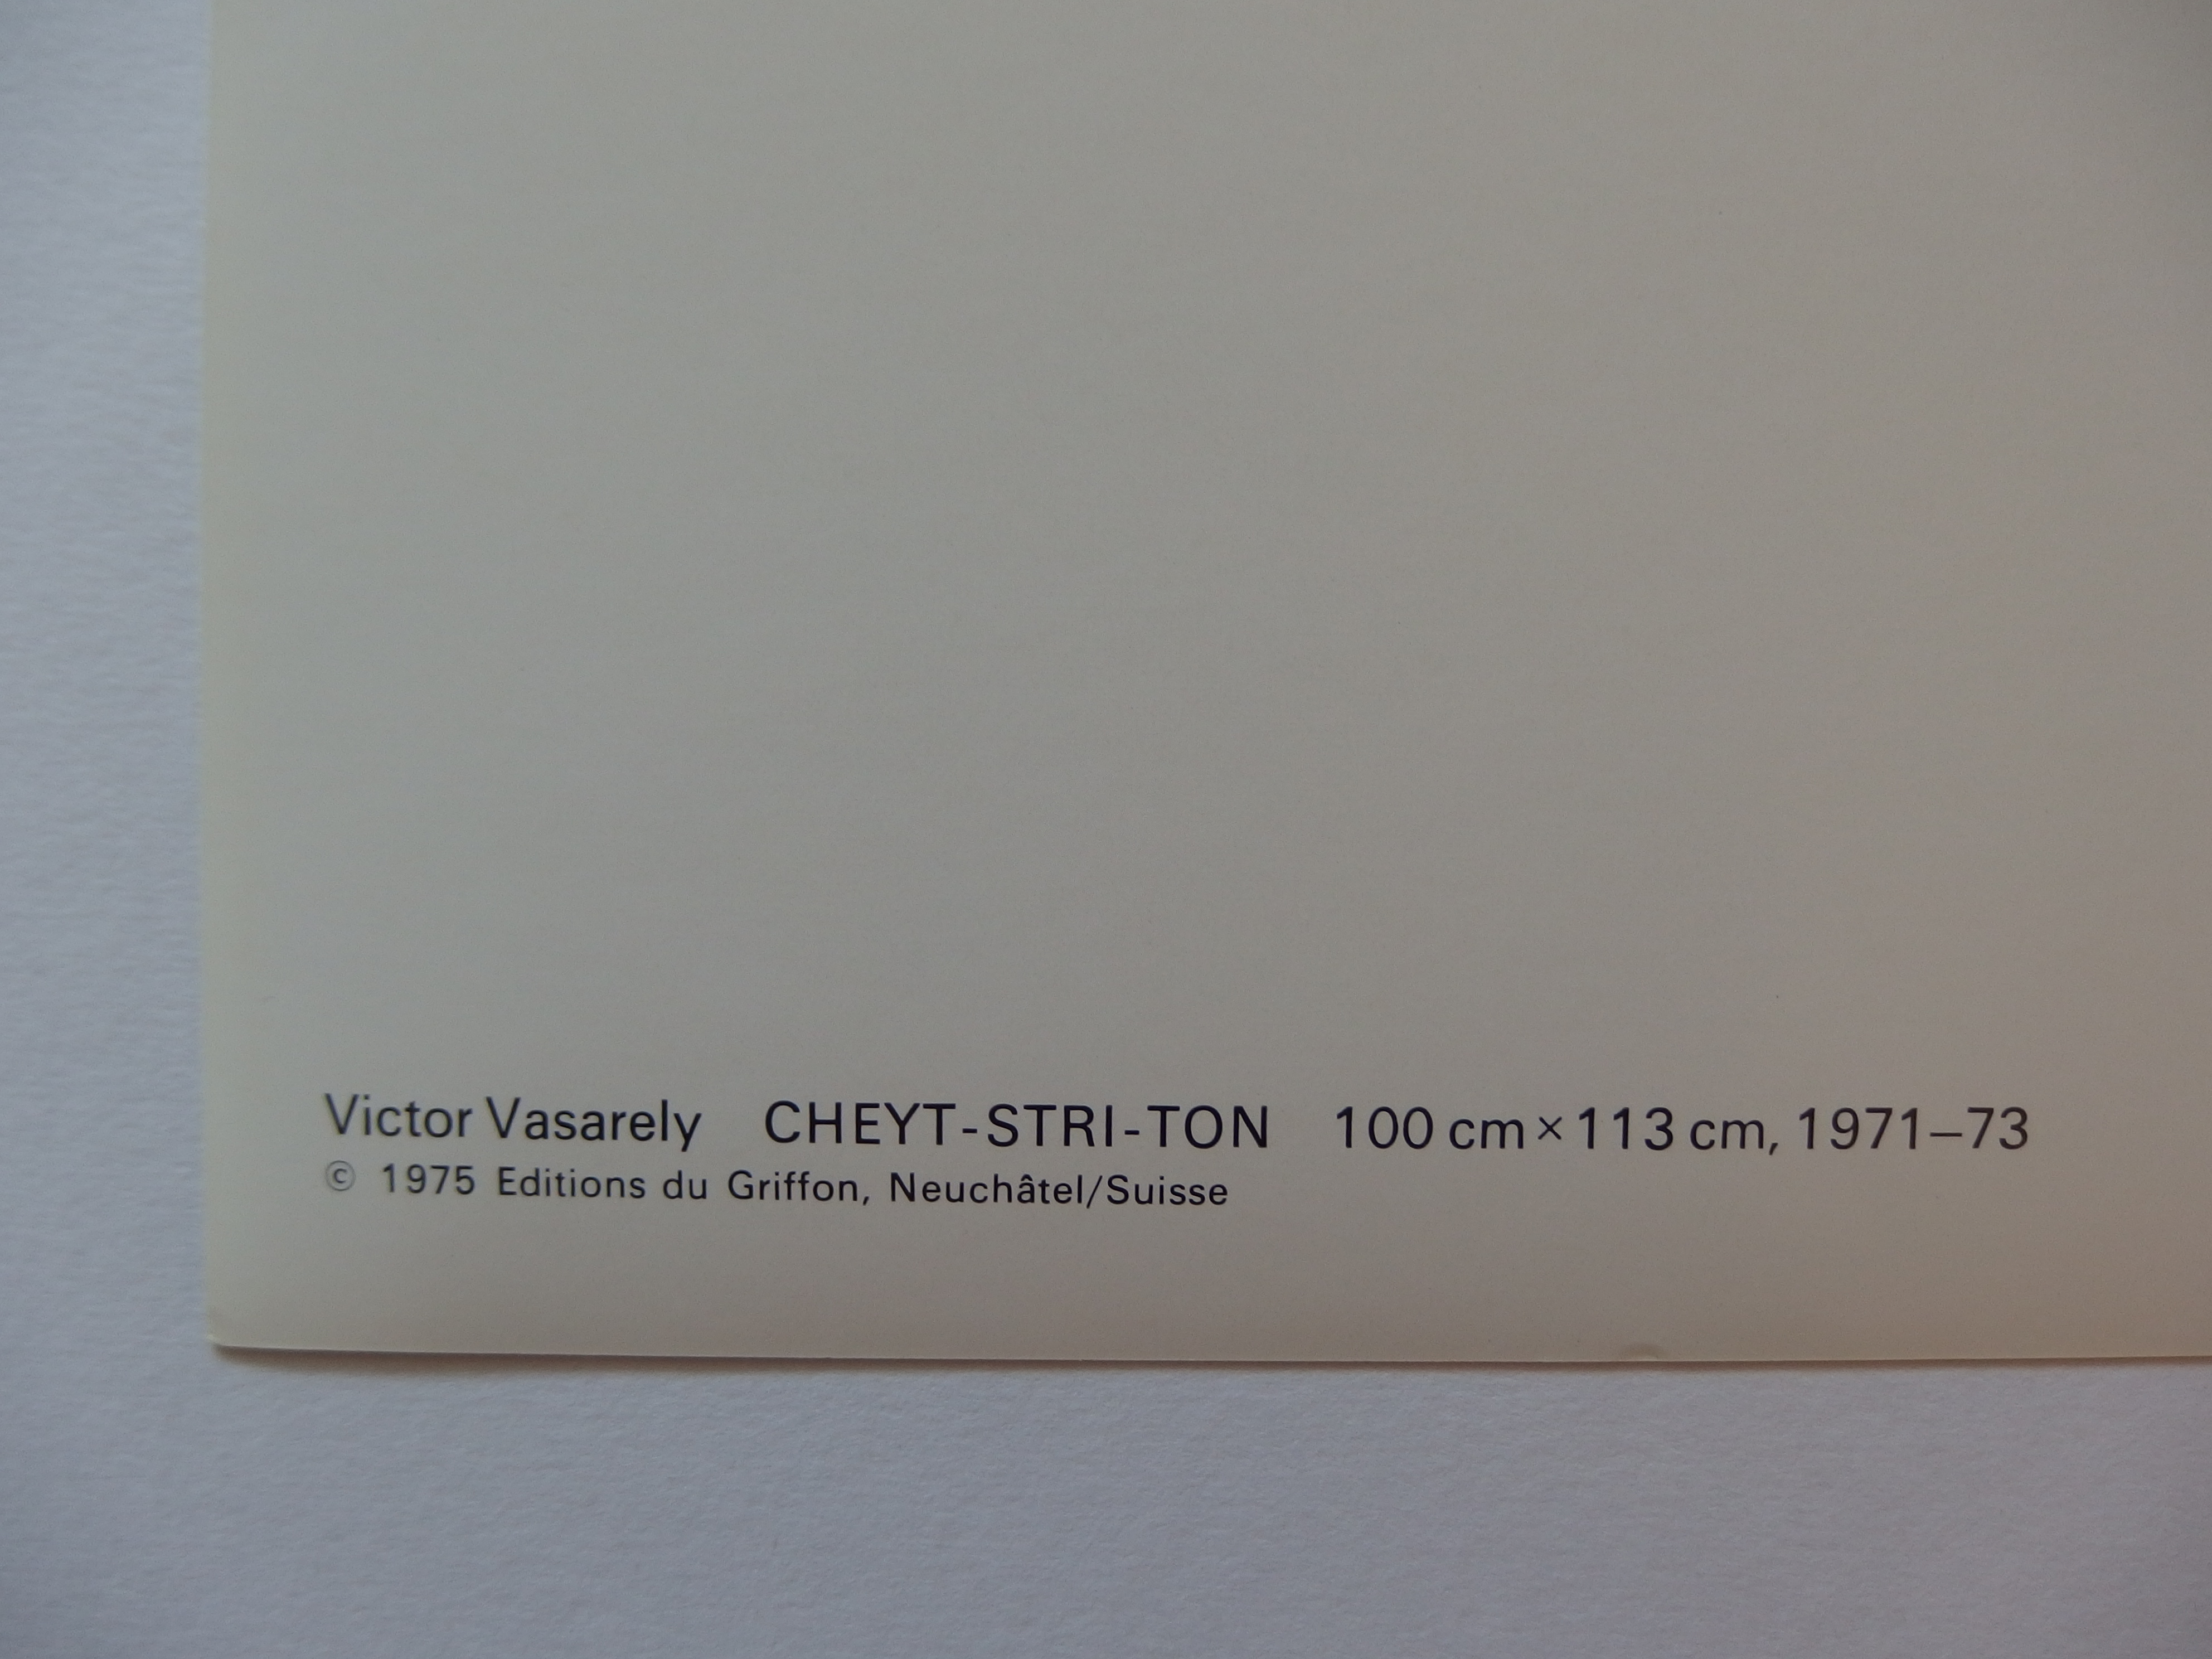 Victor Vasarely CHEYT-STRI-TON 100 cm×113 cm, 1971–73
© 1975 Editions du Griffon, Neuchâtel/Suisse